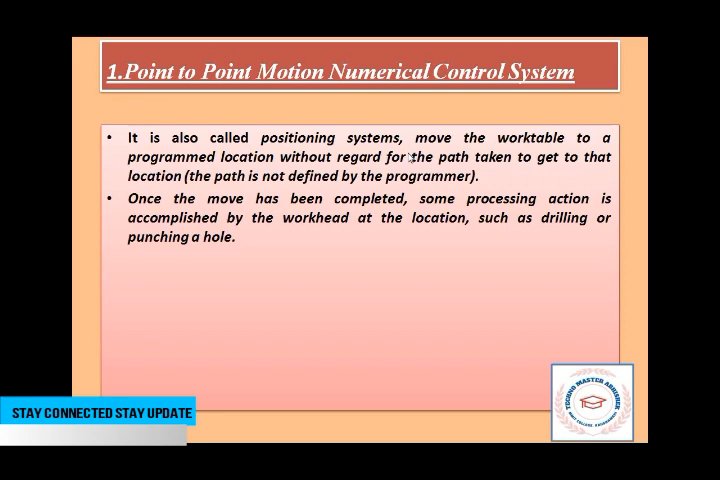 1.Point to Point Motion Numerical Control System
• It is also called positioning systems, move the worktable to a
programmed location without regard for the path taken to get to that
location (the path is not defined by the programmer).
• Once the move has been completed, some processing action is
accomplished by the workhead at the location, such as drilling or
punching a hole.
TECHNO MASTER ABHISHEK
STAY CONNECTED STAY UPDATE